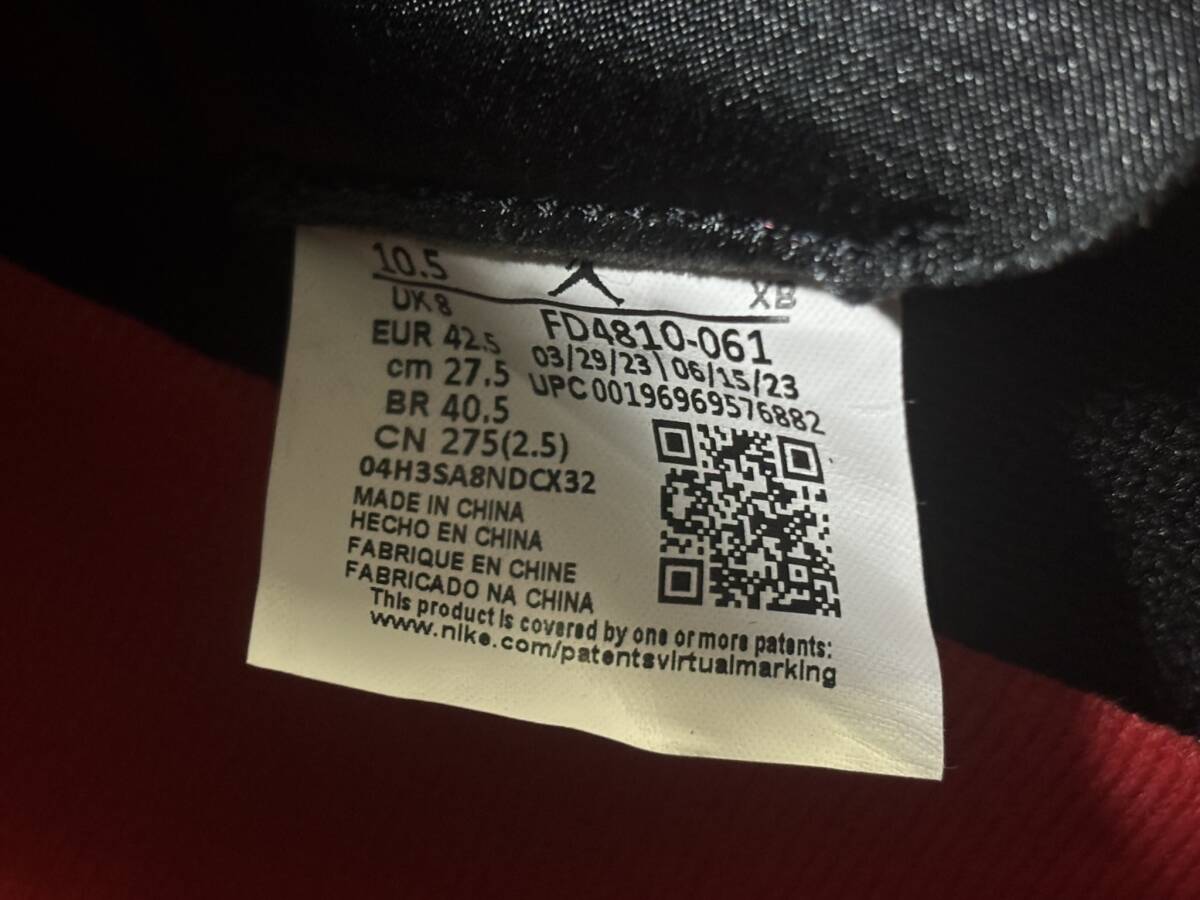 10.5 XB
UK 8
FD4810-061
EUR 42.5
03/29/23\06/15/23
cm 27.5
UPC 00196969576882
BR 40.5
CN 275(2.5)
04H3SA8NDCX32
MADE IN CHINA
HECHO EN CHINA
FABRIQUE EN CHINE
FABRICADO NA CHINA
This product is covered by one or more patents:
www.nike.com/patentsvirtualmarking